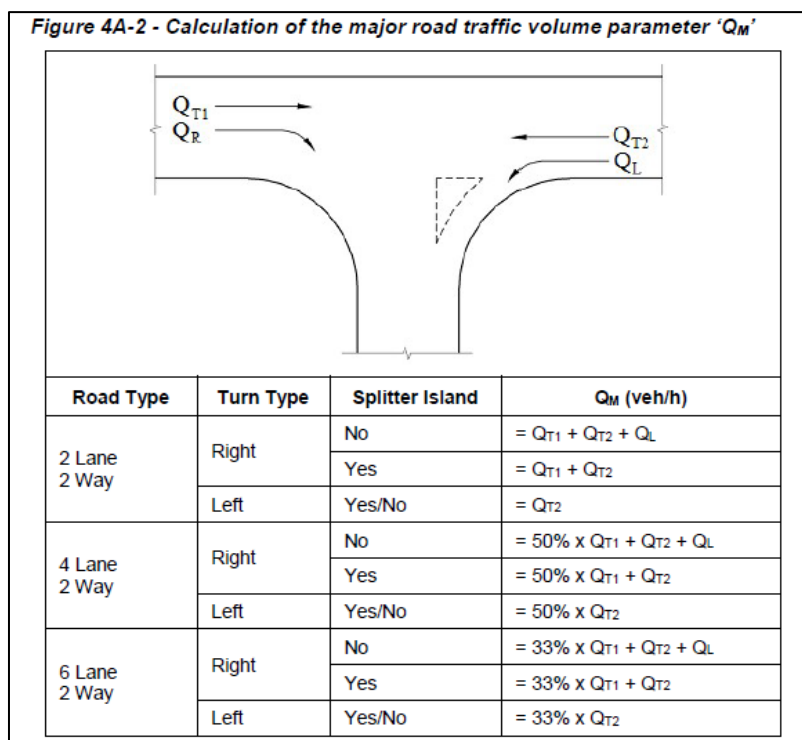 Figure 4A-2 - Calculation of the major road traffic volume parameter ‘QM’
QT1
QR
QT2
QL
Road Type Turn Type Splitter Island QM (veh/h)
2 Lane
2 Way
Right
No = QT1 + QT2 + QL
Yes = QT1 + QT2
Left Yes/No = QT2
4 Lane
2 Way
Right
No = 50% x QT1 + QT2 + QL
Yes = 50% x QT1 + QT2
Left Yes/No = 50% x QT2
6 Lane
2 Way
Right
No = 33% x QT1 + QT2 + QL
Yes = 33% x QT1 + QT2
Left Yes/No = 33% x QT2